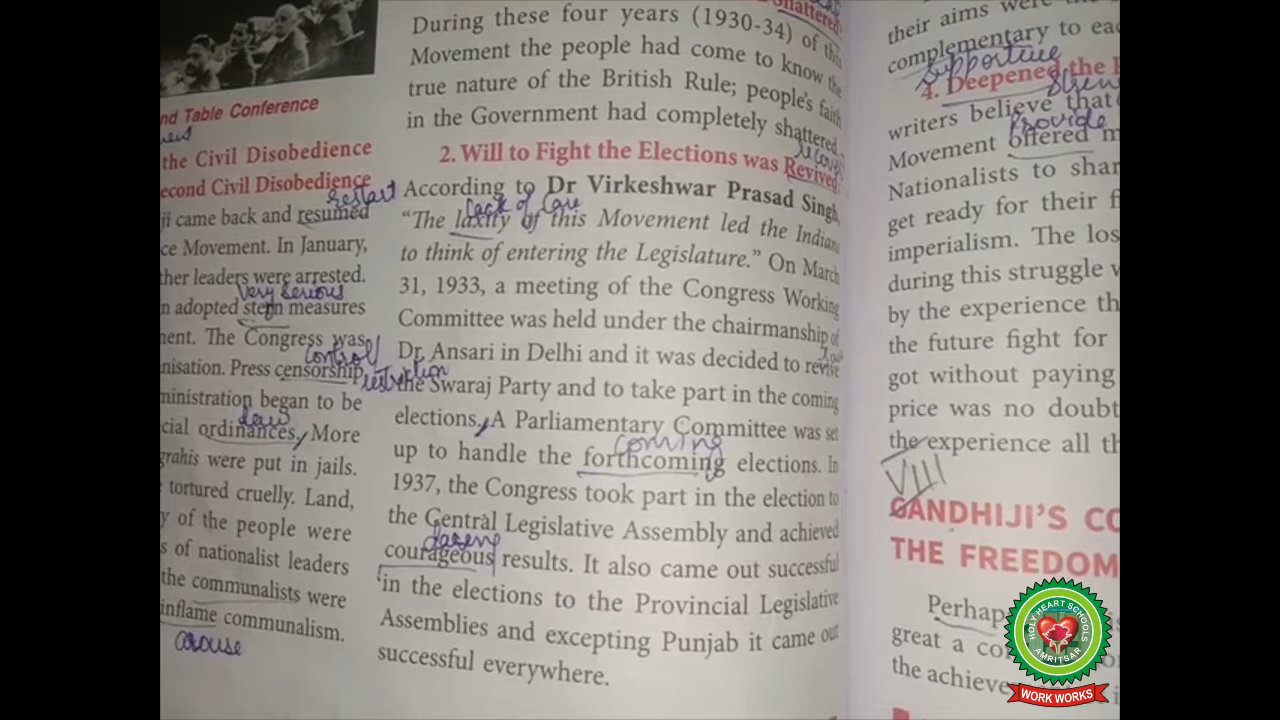 nd Table Conference
the Civil Disobedience
econd Civil Disobedience
restart
ji came back and resumed
ce Movement. In January,
her leaders were arrested.
very serious
n adopted stern measures
ent. The Congress was
control
nisation. Press censorship,
restriction
ministration began to be
law
cial ordinances, More
grahis were put in jails.
tortured cruelly. Land,
y of the people were
s of nationalist leaders
the communalists were
inflame communalism.
arouse
Shattered:
During these four years (1930-34) of this
Movement the people had come to know the
true nature of the British Rule; people's faith
in the Government had completely shattered.
2. Will to Fight the Elections was Revived:
According to Dr Virkeshwar Prasad Singh,
lack of care
"The laxity of this Movement led the Indians
to think of entering the Legislature." On March
31, 1933, a meeting of the Congress Working
Committee was held under the chairmanship of
Dr. Ansari in Delhi and it was decided to revive
the Swaraj Party and to take part in the coming
elections. A Parliamentary Committee was set
coming
up to handle the forthcoming elections. In
1937, the Congress took part in the election to
the Central Legislative Assembly and achieved
courageous results. It also came out successful
in the elections to the Provincial Legislative
Assemblies and excepting Punjab it came out
successful everywhere.
their aims were the
complementary to eac
supportive
4. Deepened the
writers believe that
provide
Movement offered m
Nationalists to shar
get ready for their fi
imperialism. The los
during this struggle w
by the experience th
the future fight for
got without paying
price was no doubt
the experience all th
VIII
GANDHIJI'S CO
THE FREEDOM
Perhap
great a co
the achieve
HOLY HEART SCHOOLS
AMRITSAR
WORK WORKS